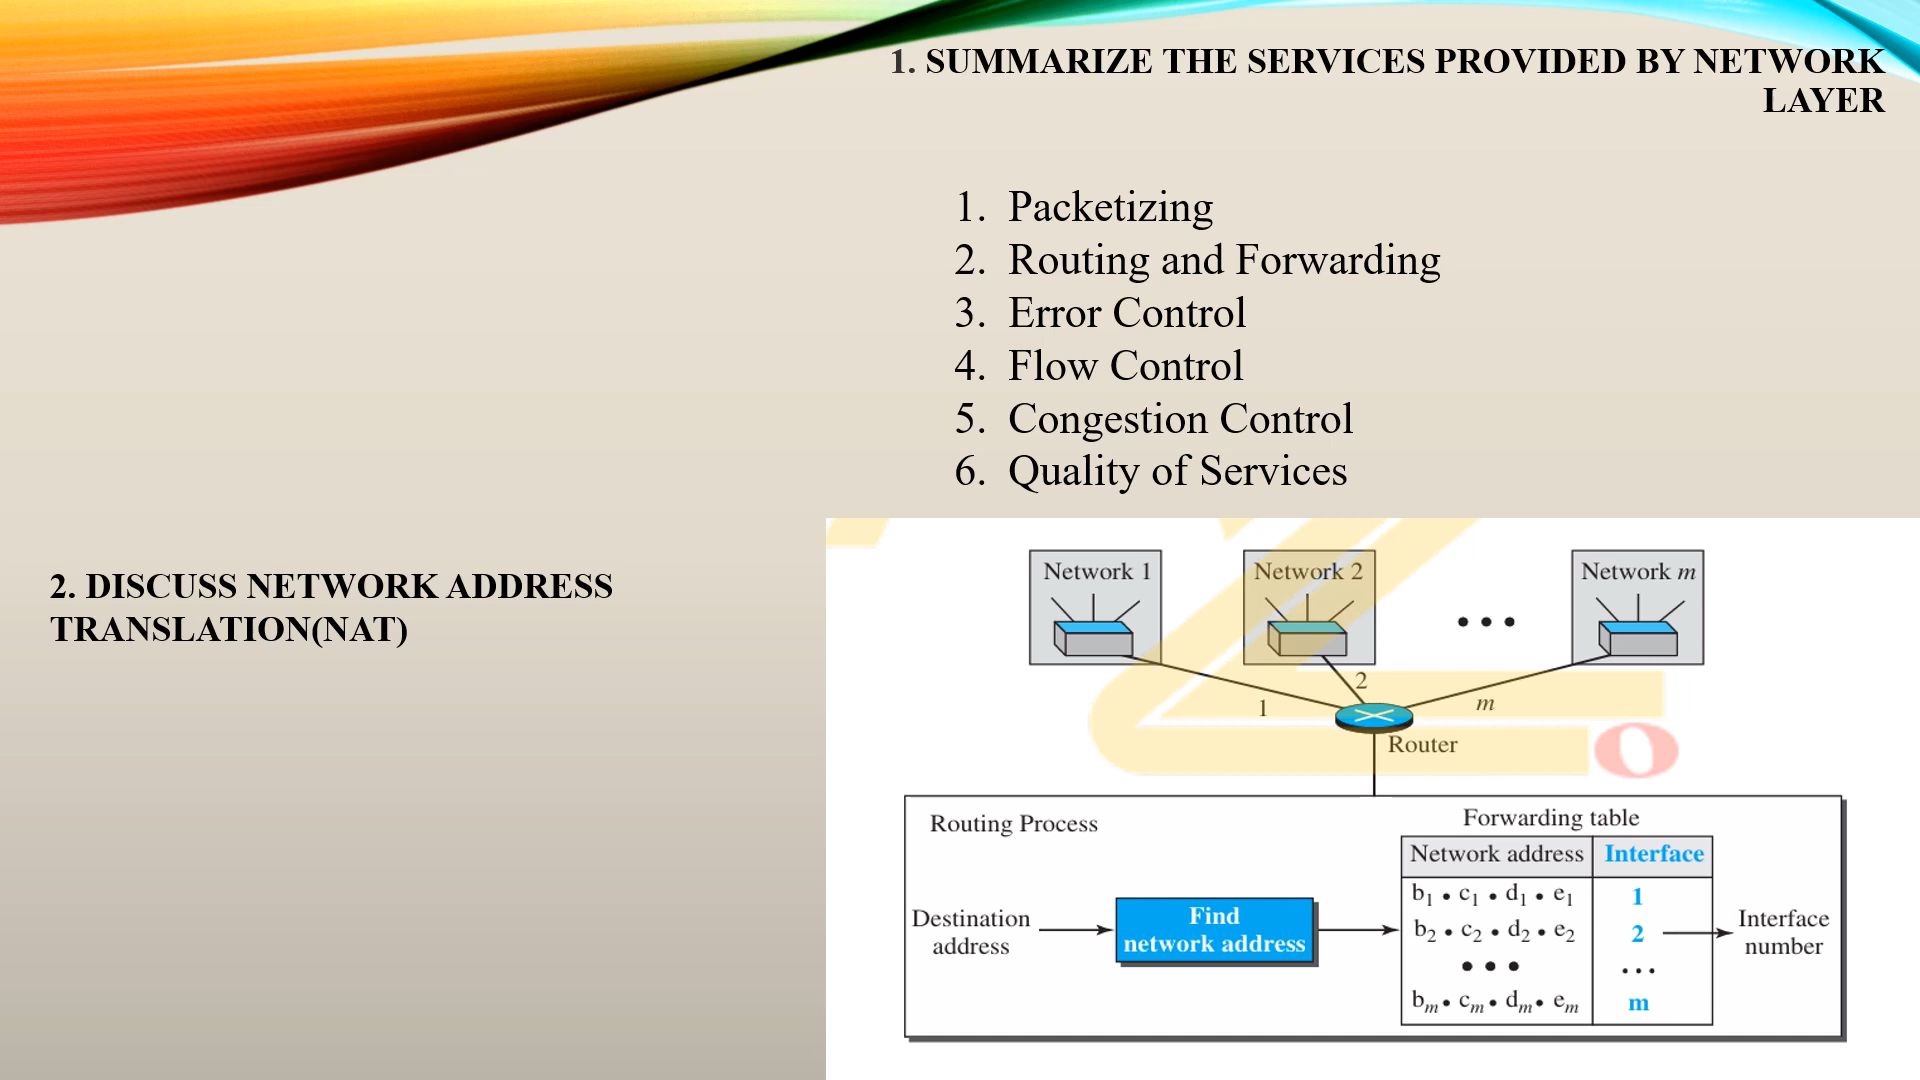 1. SUMMARIZE THE SERVICES PROVIDED BY NETWORK
LAYER
1. Packetizing
2. Routing and Forwarding
3. Error Control
4. Flow Control
5. Congestion Control
6. Quality of Services
2. DISCUSS NETWORK ADDRESS
TRANSLATION(NAT)
Network 1
Network 2
• • •
Network m
1
2
m
Router
Routing Process
Destination
address
Find
network address
Forwarding table
Network address Interface
b1 • c1 • d1 • e1 1
b2 • c2 • d2 • e2 2
• • • • • •
bm • cm • dm • em m
Interface
number